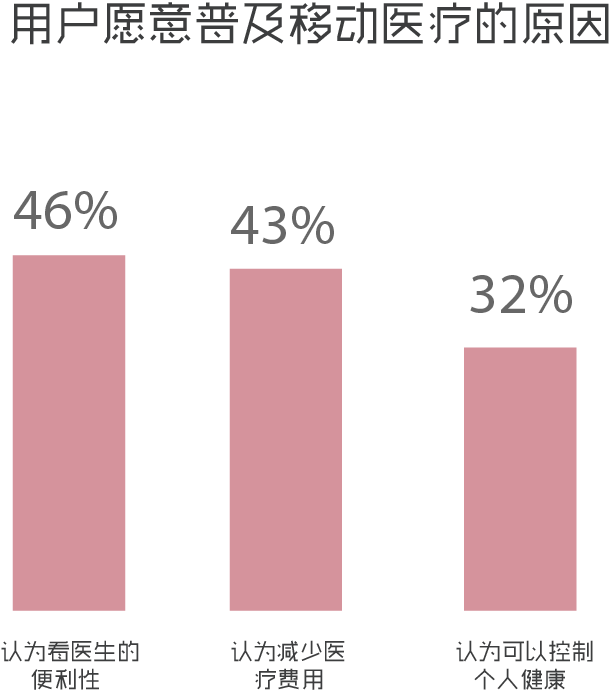 用户愿意普及移动医疗的原因
46%
43%
32%
认为看医生的
便利性
认为减少医
疗费用
认为可以控制
个人健康